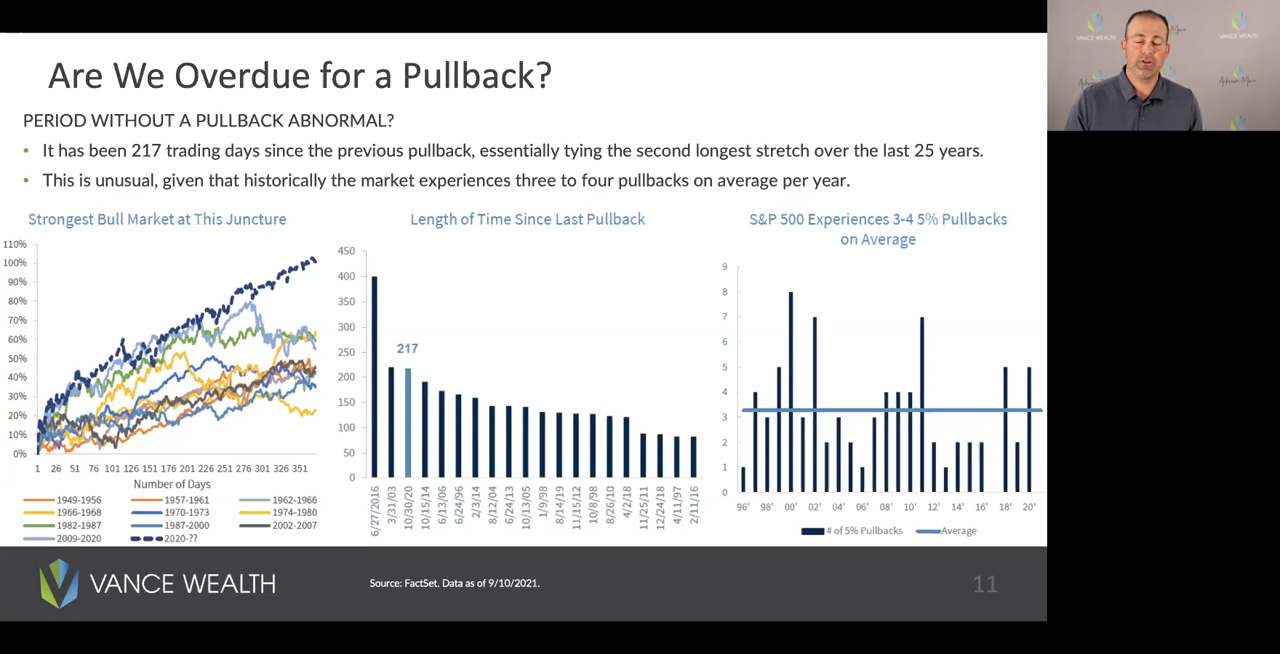 Are We Overdue for a Pullback?
PERIOD WITHOUT A PULLBACK ABNORMAL?
• It has been 217 trading days since the previous pullback, essentially tying the second longest stretch over the last 25 years.
• This is unusual, given that historically the market experiences three to four pullbacks on average per year.
Strongest Bull Market at This Juncture
110%
100%
90%
80%
70%
60%
50%
40%
30%
20%
10%
0%
1 26 51 76 101 126 151 176 201 226 251 276 301 326 351
Number of Days
1949-1956 1957-1961 1962-1966
1966-1968 1970-1973 1974-1980
1982-1987 1987-2000 2002-2007
2009-2020 2020-??
Length of Time Since Last Pullback
450
400
350
300
250
200
150
100
50
0
217
6/27/2016 3/31/03 10/30/20 10/15/14 6/13/06 6/24/96 2/3/14 8/12/04 6/24/13 10/13/05 1/9/98 8/14/19 11/15/12 10/8/98 8/26/10 4/2/18 11/25/11 12/24/18 4/11/97 2/11/16
S&P 500 Experiences 3-4 5% Pullbacks
on Average
9
8
7
6
5
4
3
2
1
0
96' 98' 00' 02' 04' 06' 08' 10' 12' 14' 16' 18' 20'
# of 5% Pullbacks Average
VANCE WEALTH
Source: FactSet. Data as of 9/10/2021.
11
VANCE WEALTH
VANCE WEALTH